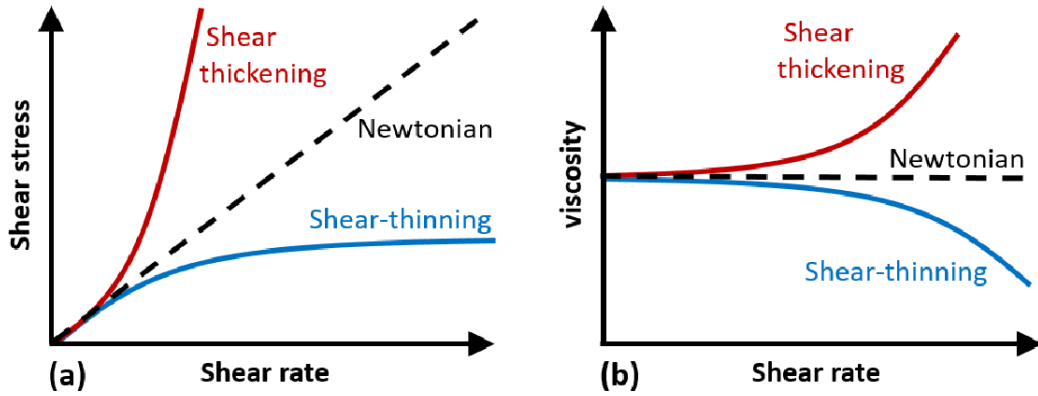 Shear
thickening
Newtonian
Shear-thinning
Shear stress
(a)
Shear rate
Shear
thickening
Newtonian
viscosity
Shear-thinning
(b)
Shear rate